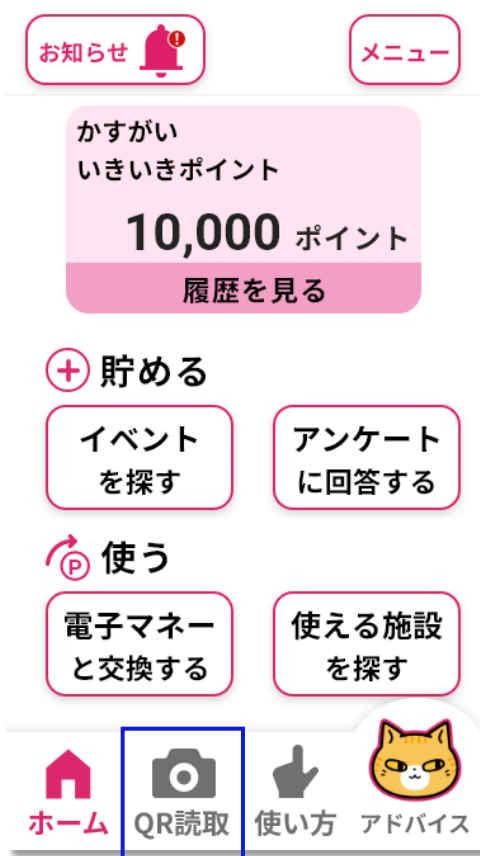 お知らせ
メニュー
かすがい
いきいきポイント
10,000 ポイント
履歴を見る
貯める
イベント
を探す
アンケート
に回答する
P 使う
電子マネー
と交換する
使える施設
を探す
ホーム
QR読取
使い方
アドバイス